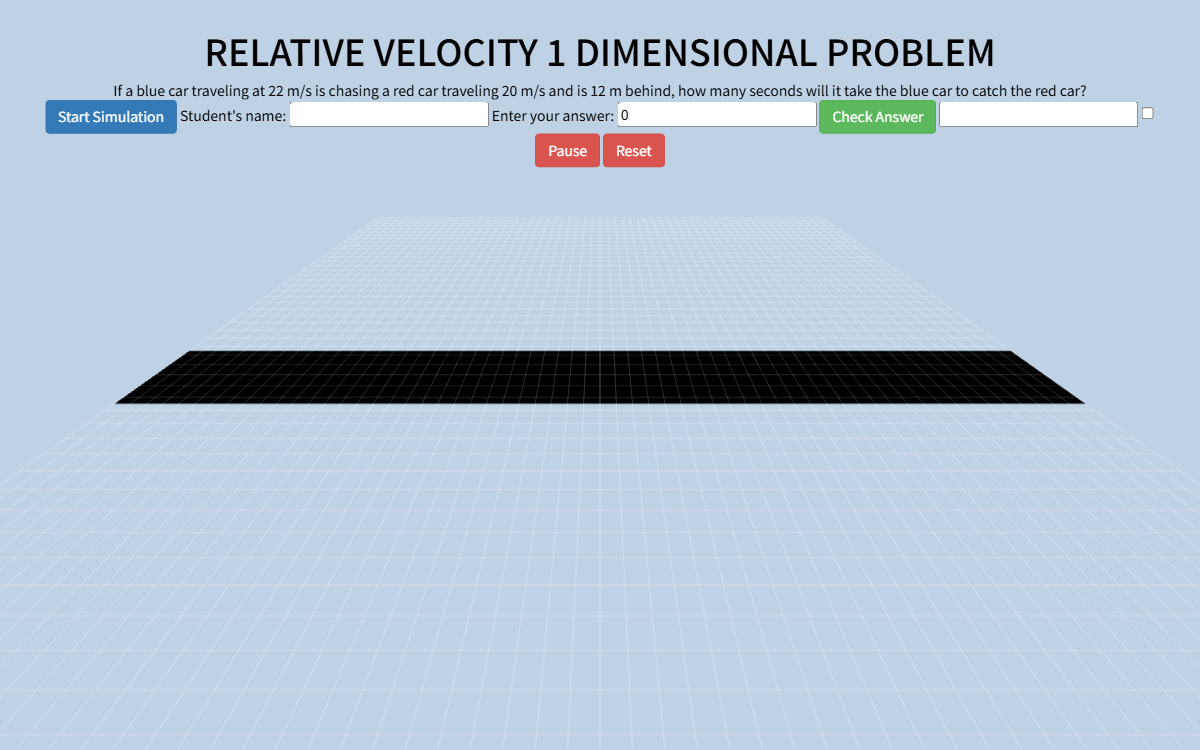 RELATIVE VELOCITY 1 DIMENSIONAL PROBLEM
If a blue car traveling at 22 m/s is chasing a red car traveling 20 m/s and is 12 m behind, how many seconds will it take the blue car to catch the red car?
Start Simulation Student's name: Enter your answer: 0 Check Answer
Pause Reset